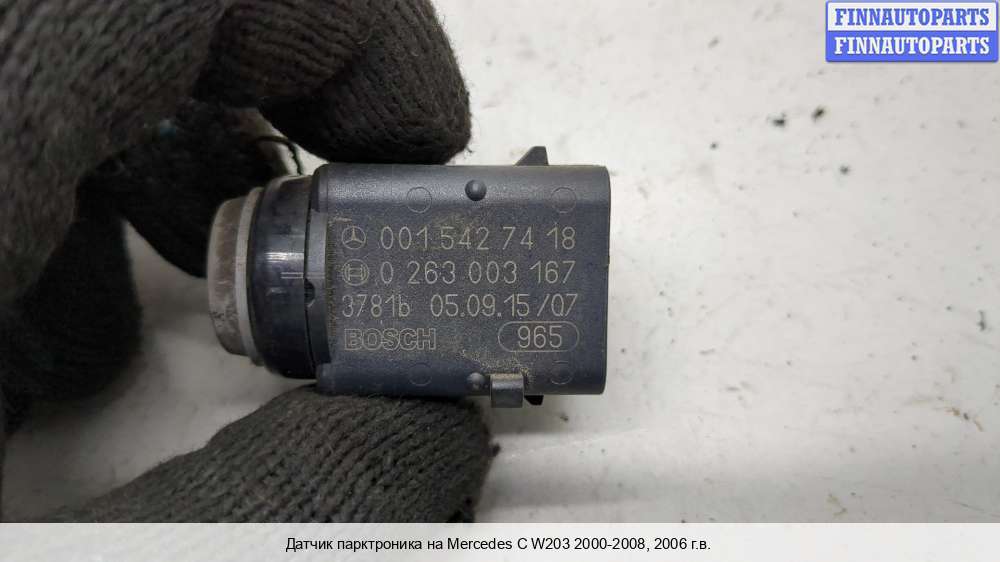 FINNAUTOPARTS
FINNAUTOPARTS
001 542 74 18
0 263 003 167
3781b 05.09.15/07
BOSCH 965
Датчик парктроника на Mercedes C W203 2000-2008, 2006 г.в.